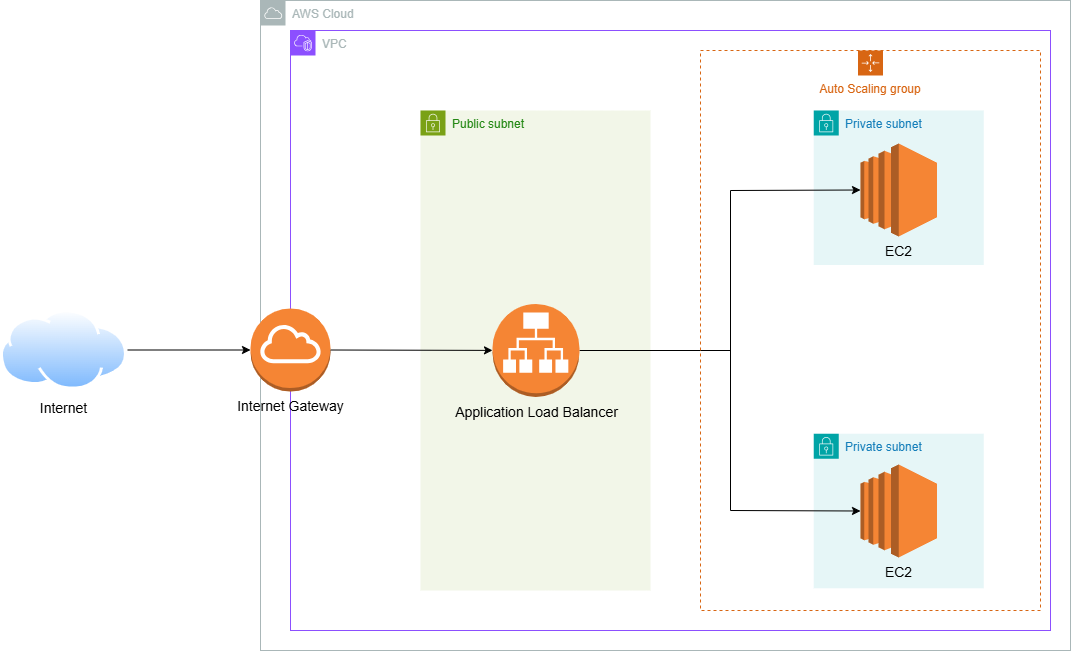 AWS Cloud
VPC
Auto Scaling group
Public subnet
Private subnet
EC2
Internet
Internet Gateway
Application Load Balancer
Private subnet
EC2